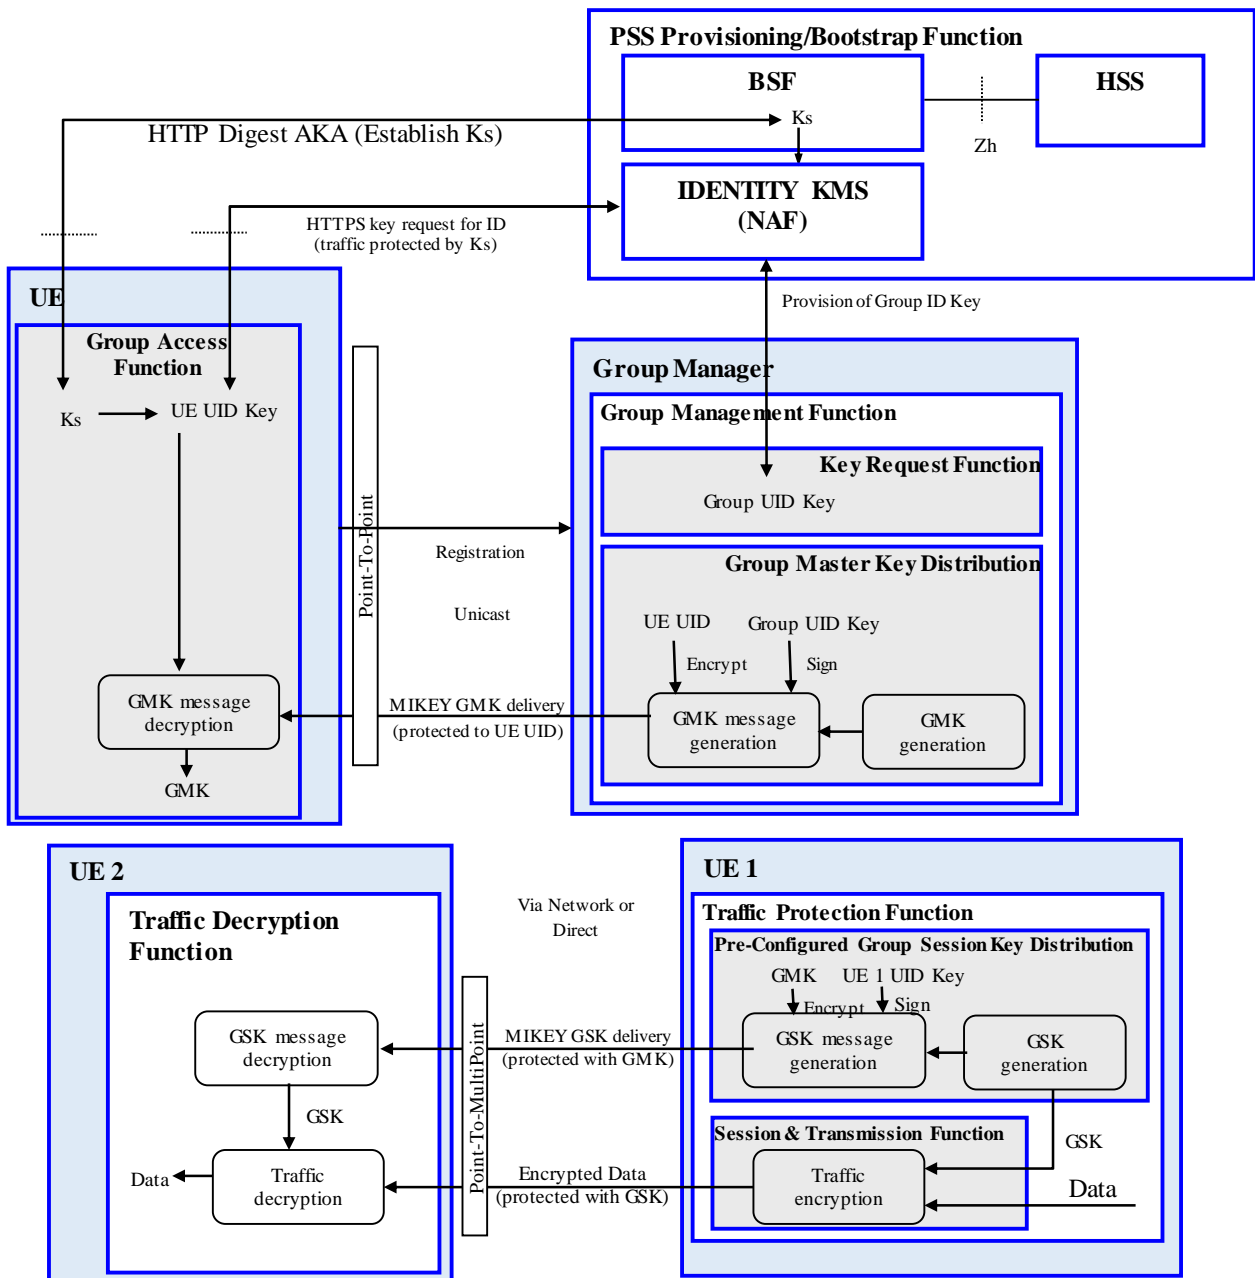 PSS Provisioning/Bootstrap Function
BSF
HSS
Ks
HTTP Digest AKA (Establish Ks)
Zh
IDENTITY KMS
(NAF)
HTTPS key request for ID
(traffic protected by Ks)
UE
Provision of Group ID Key
Group Access
Function
Ks
UE UID Key
Point-To-Point
Registration
Unicast
Group Manager
Group Management Function
Key Request Function
Group UID Key
Group Master Key Distribution
UE UID
Group UID Key
Encrypt
Sign
GMK message
decryption
MIKEY GMK delivery
(protected to UE UID)
GMK message
generation
GMK
generation
GMK
UE 2
UE 1
Traffic Decryption
Function
Via Network or
Direct
Traffic Protection Function
Pre-Configured Group Session Key Distribution
GMK
UE 1 UID Key
Encrypt
Sign
GSK message
decryption
Point-To-MultiPoint
MIKEY GSK delivery
(protected with GMK)
GSK message
generation
GSK
generation
GSK
Session & Transmission Function
GSK
Data
Traffic
decryption
Encrypted Data
(protected with GSK)
Traffic
encryption
Data